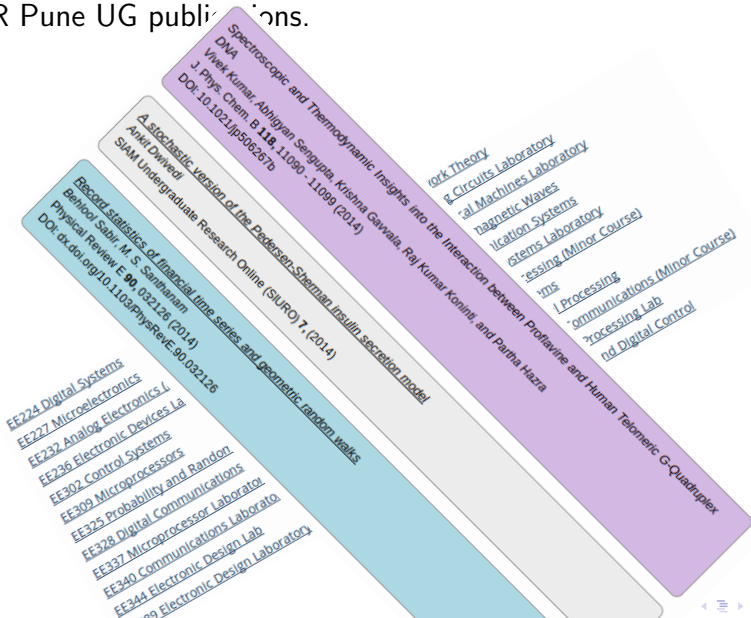 R Pune UG publications.
Spectroscopic and Thermodynamic Insights into the Interaction between Proflavine and Human Telomeric G-Quadruplex
DNA
Vivek Kumar, Abhigyan Sengupta, Krishna Gavvala, Raj Kumar Koninti, and Partha Hazra
J. Phys. Chem. B 118, 11090 - 11099 (2014)
DOI: 10.1021/jp506267b
A stochastic version of the Pedersen-Sherman insulin secretion model
Ankit Dwivedi
SIAM Undergraduate Research Online (SIURO) 7, (2014)
Record statistics of financial time series and geometric random walks
Behlool Sabir, M. S. Santhanam
Physical Review E 90, 032126 (2014)
DOI: dx.doi.org/10.1103/PhysRevE.90.032126
ork Theory
g Circuits Laboratory
al Machines Laboratory
nagnetic Waves
ication Systems
stems Laboratory
essing (Minor Course)
ms
l Processing
ommunications (Minor Course)
Processing Lab
nd Digital Control
EE224 Digital Systems
EE227 Microelectronics
EE232 Analog Electronics (
EE236 Electronic Devices La
EE302 Control Systems
EE309 Microprocessors
EE325 Probability and Randon
EE328 Digital Communications
EE337 Microprocessor Laborator
EE340 Communications Laborato
EE344 Electronic Design Lab
89 Electronic Design Laboratory